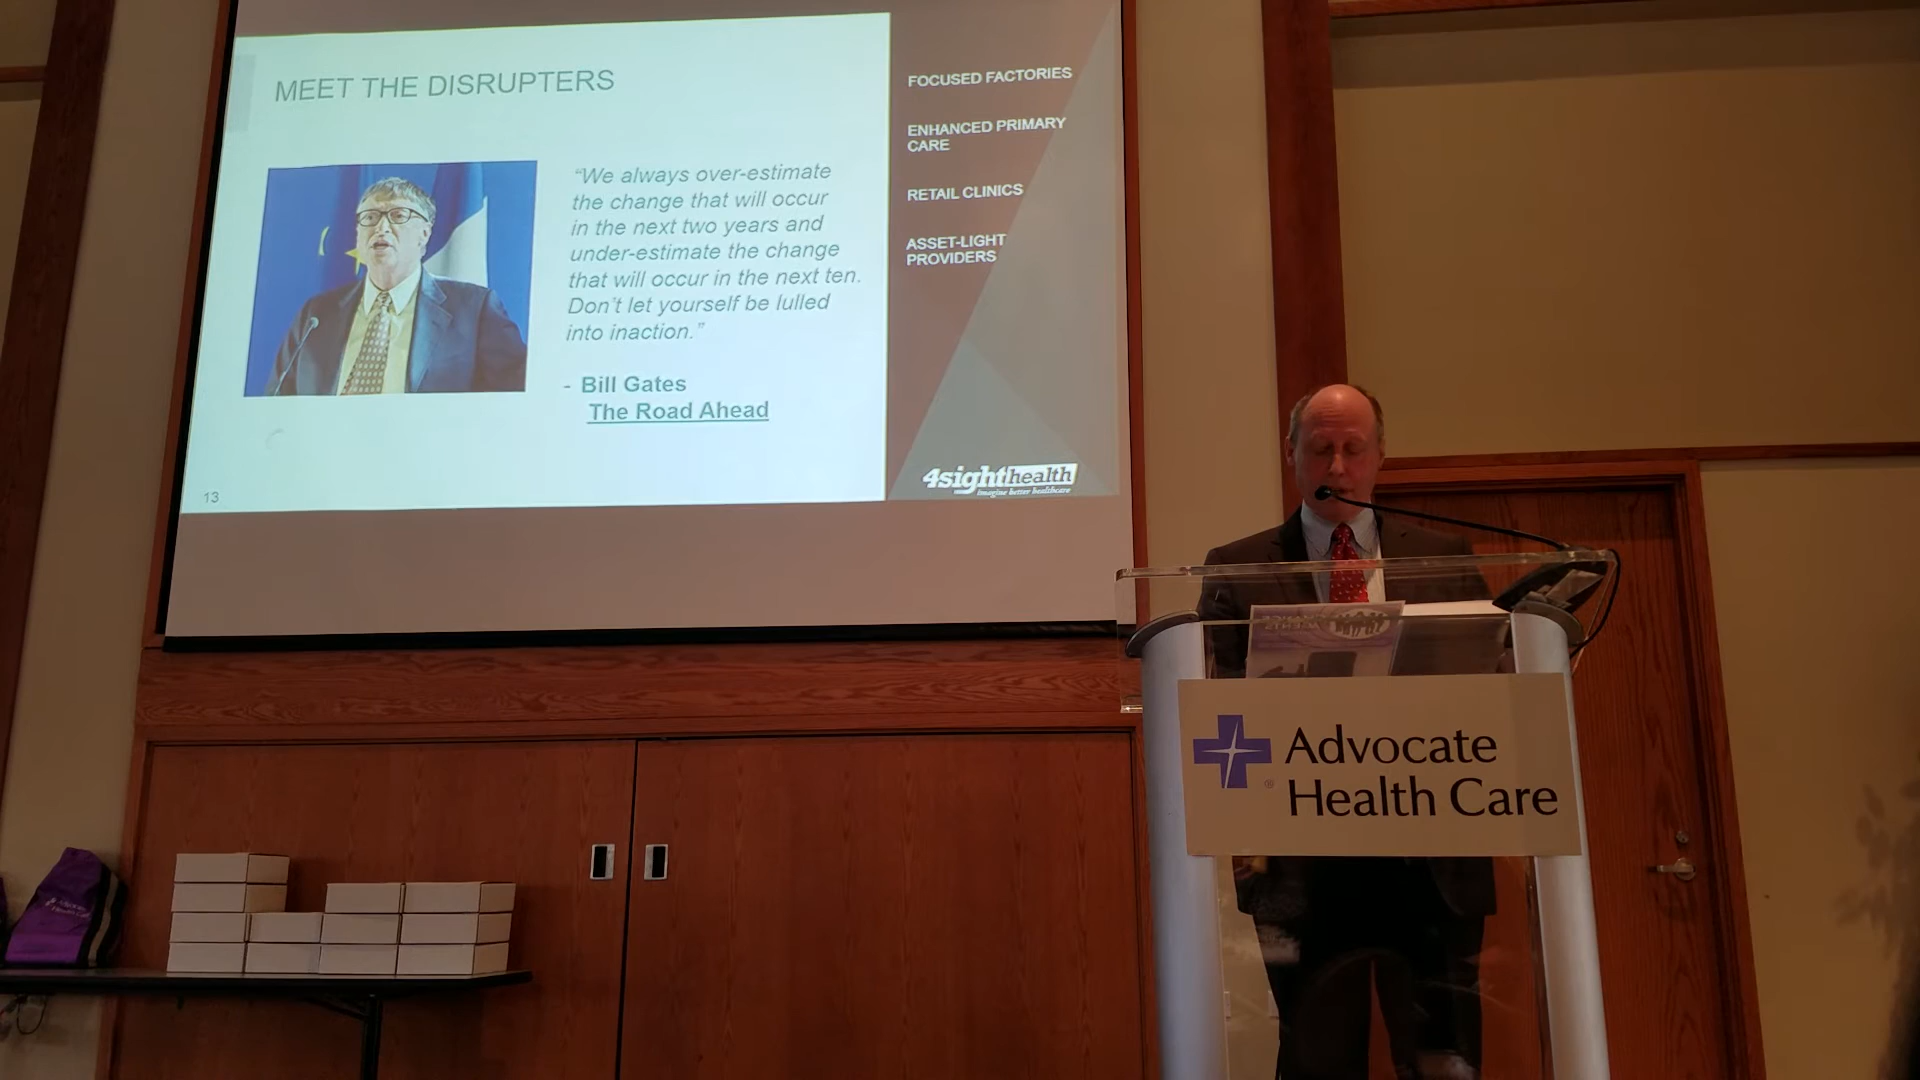 MEET THE DISRUPTERS
“We always over-estimate
the change that will occur
in the next two years and
under-estimate the change
that will occur in the next ten.
Don’t let yourself be lulled
into inaction.”
- Bill Gates
The Road Ahead
13
FOCUSED FACTORIES
ENHANCED PRIMARY
CARE
RETAIL CLINICS
ASSET-LIGHT
PROVIDERS
4sighthealth
imagine better healthcare
Advocate
Health Care
®
Advocate
Health Care